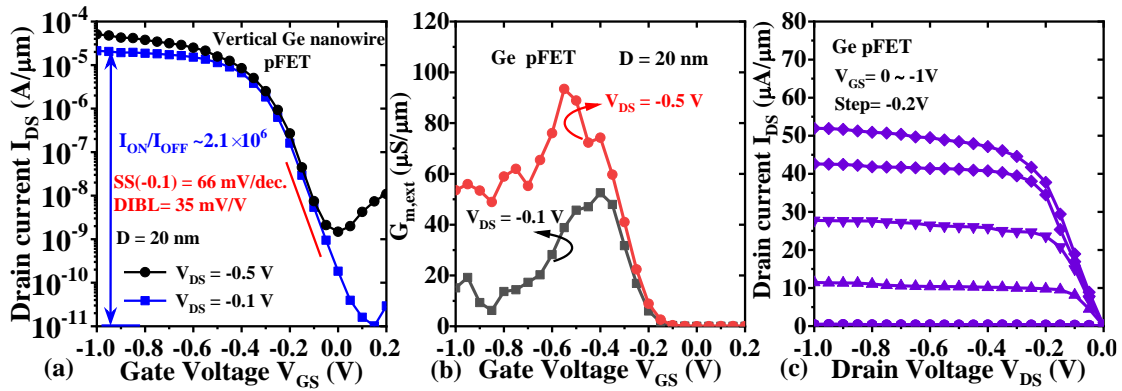 10⁻⁴
10⁻⁵
10⁻⁶
10⁻⁷
10⁻⁸
10⁻⁹
10⁻¹⁰
10⁻¹¹
Drain current I_DS (A/μm)
Vertical Ge nanowire
pFET
I_ON/I_OFF ~2.1×10⁶
SS(-0.1) = 66 mV/dec.
DIBL= 35 mV/V
D = 20 nm
V_DS = -0.5 V
V_DS = -0.1 V
-1.0 -0.8 -0.6 -0.4 -0.2 0.0 0.2
(a) Gate Voltage V_GS (V)
120
100
80
60
40
20
0
G_m,ext (μS/μm)
Ge pFET D = 20 nm
V_DS = -0.5 V
V_DS = -0.1 V
-1.0 -0.8 -0.6 -0.4 -0.2 0.0 0.2
(b) Gate Voltage V_GS (V)
80
70
60
50
40
30
20
10
0
Drain current I_DS (μA/μm)
Ge pFET
V_GS= 0 ~ -1V
Step= -0.2V
-1.0 -0.8 -0.6 -0.4 -0.2 0.0
(c) Drain Voltage V_DS (V)